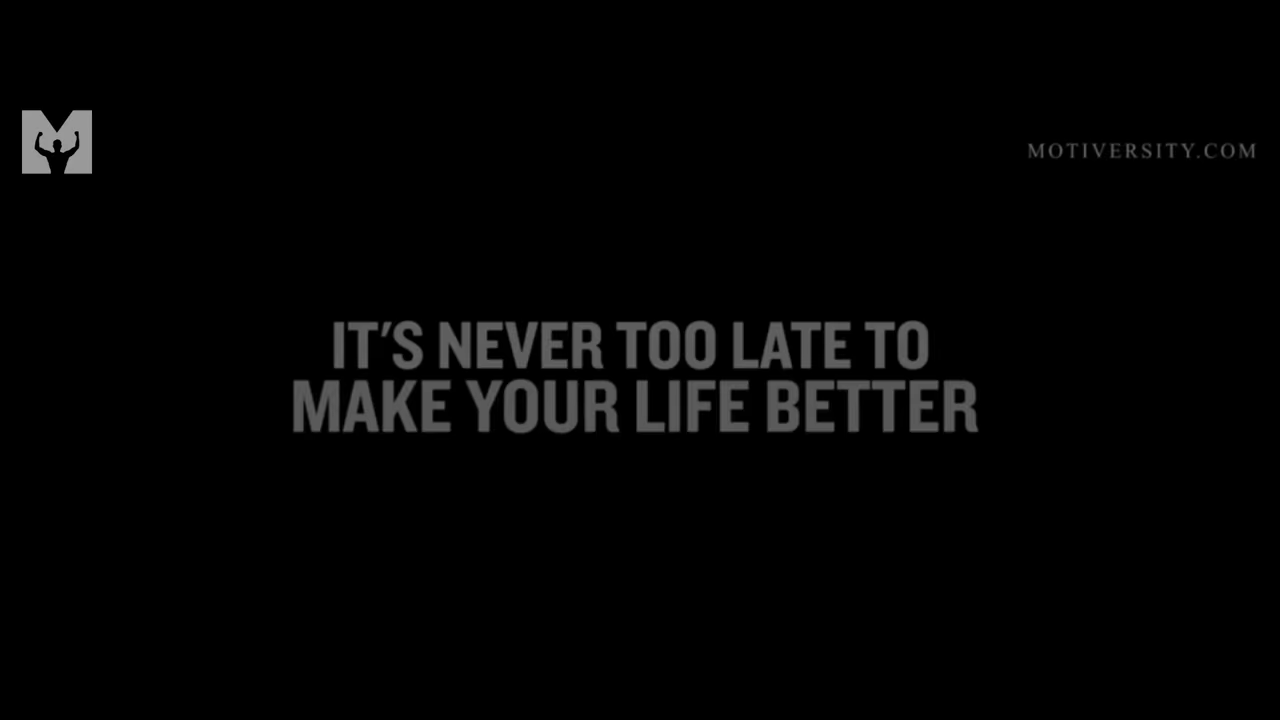 M
MOTIVERSITY.COM
IT'S NEVER TOO LATE TO
MAKE YOUR LIFE BETTER